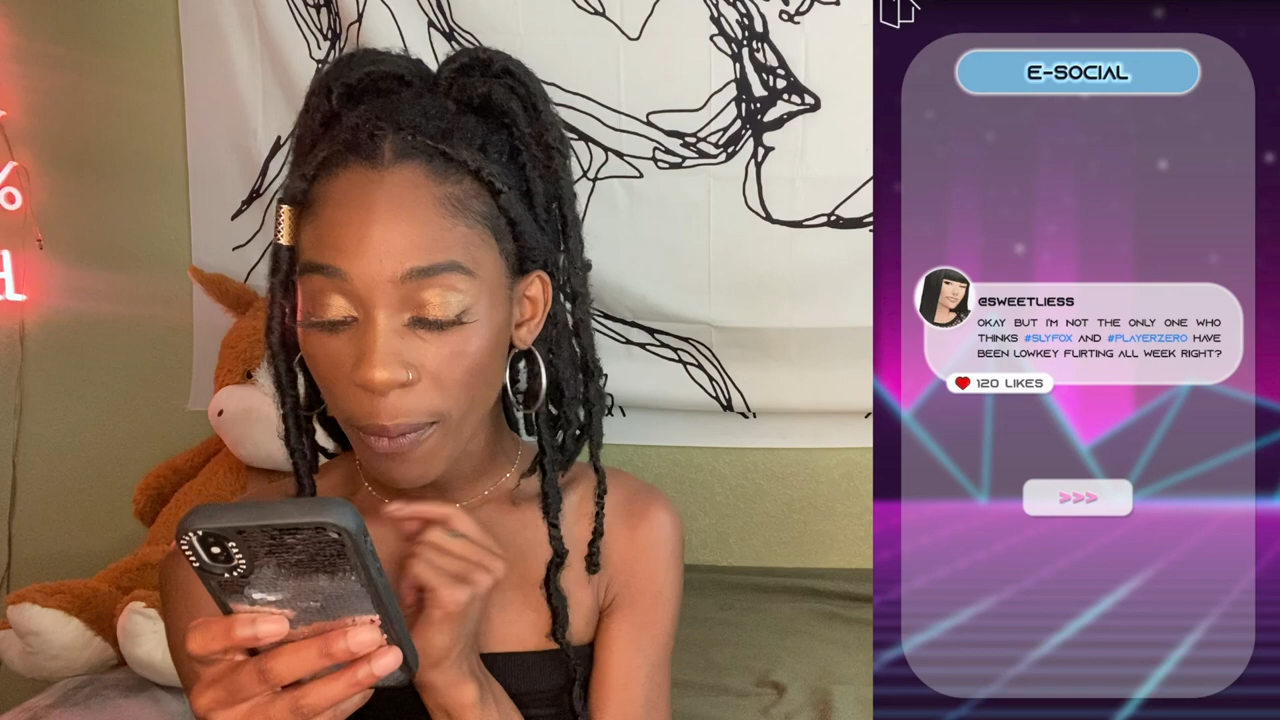 %
E-SOCIAL
@SWEETLIESS
OKAY BUT I'M NOT THE ONLY ONE WHO
THINKS #SLYFOX AND #PLAYERZERO HAVE
BEEN LOWKEY FLIRTING ALL WEEK RIGHT?
120 LIKES
>>>